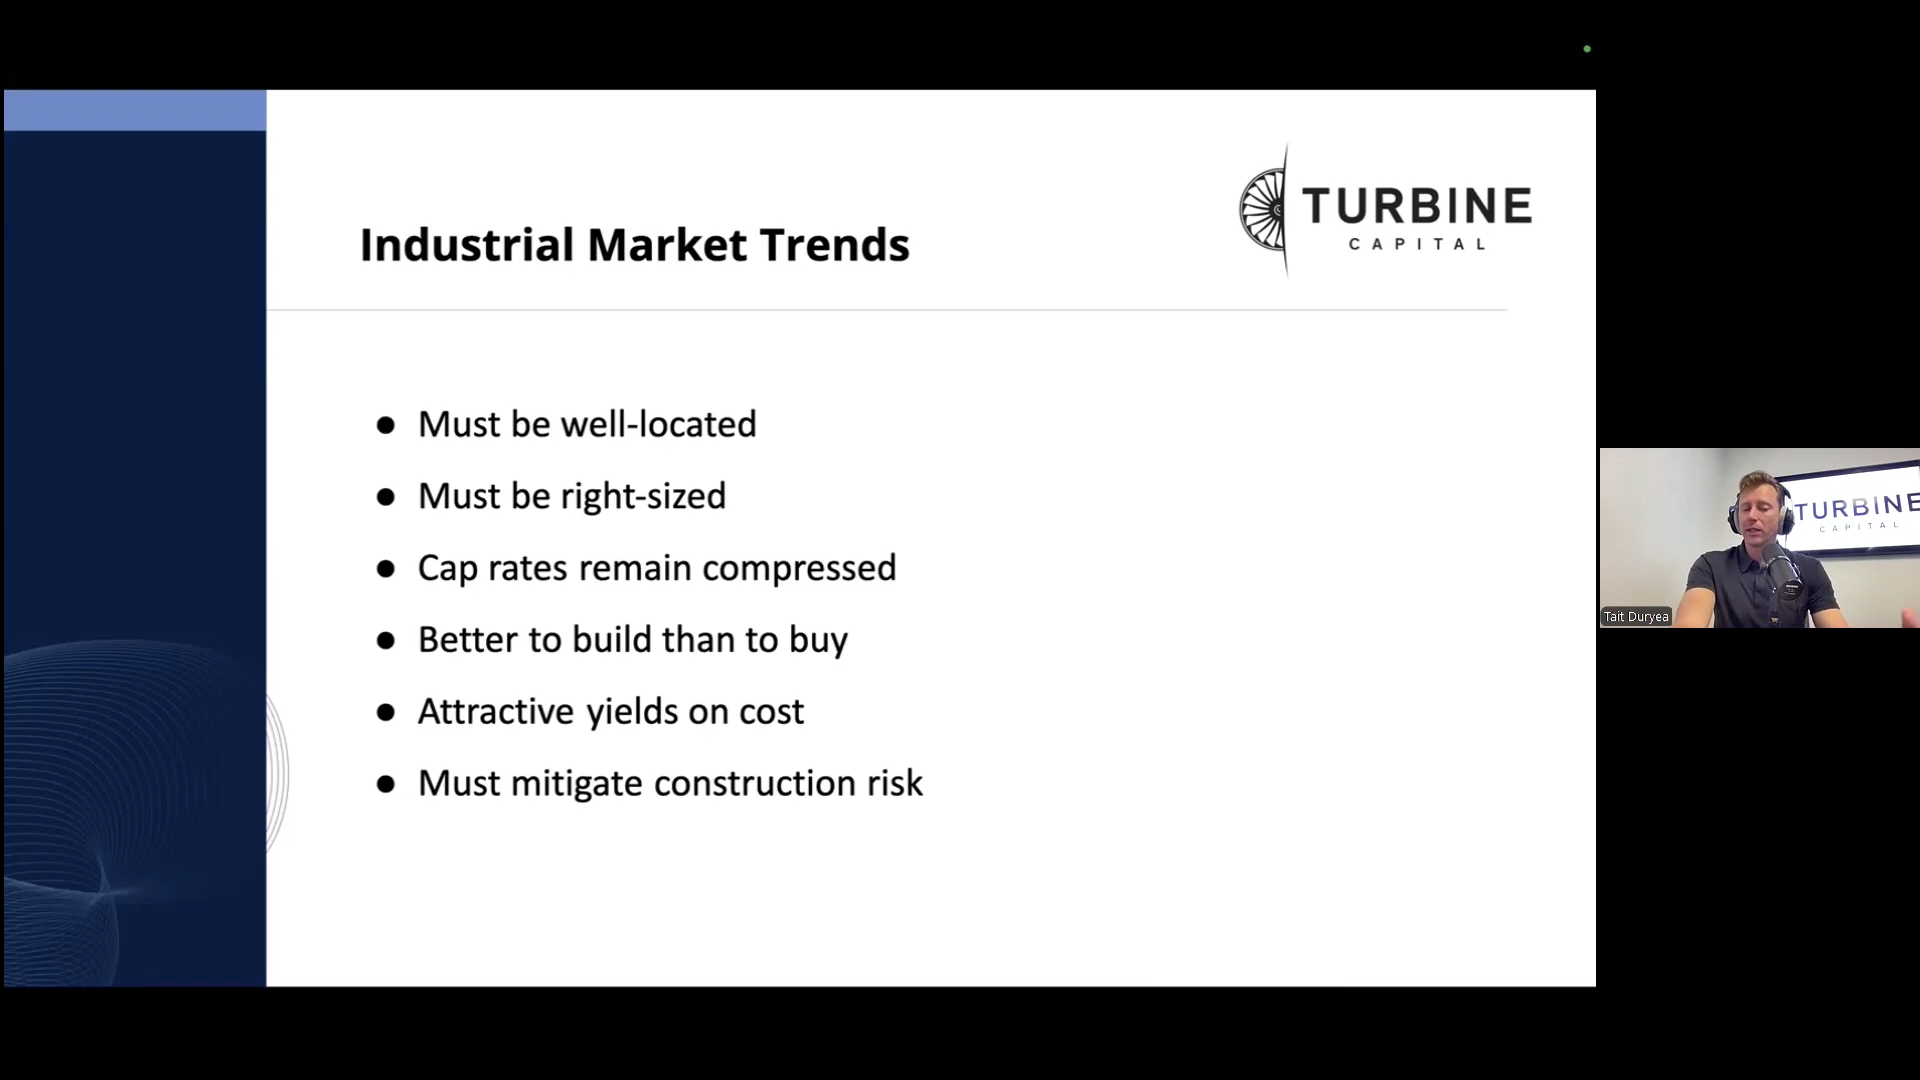 TURBINE
CAPITAL
Industrial Market Trends
● Must be well-located
● Must be right-sized
● Cap rates remain compressed
● Better to build than to buy
● Attractive yields on cost
● Must mitigate construction risk
TURBINE
CAPITAL
Tait Duryea